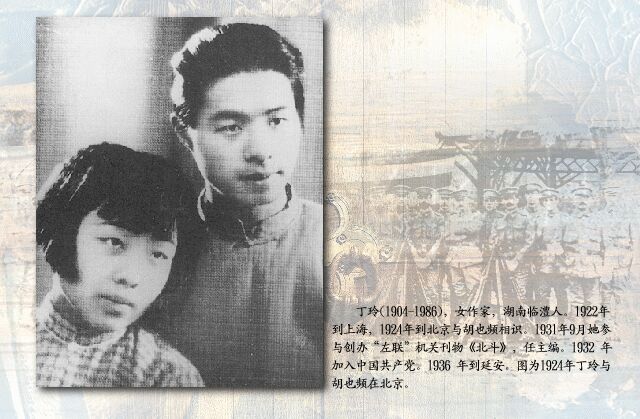 丁玲(1904-1986)，女作家，湖南临澧人。1922年
到上海，1924年到北京与胡也频相识。1931年9月她参
与创办“左联”机关刊物《北斗》，任主编。1932 年
加入中国共产党。1936 年到延安。图为1924年丁玲与
胡也频在北京。